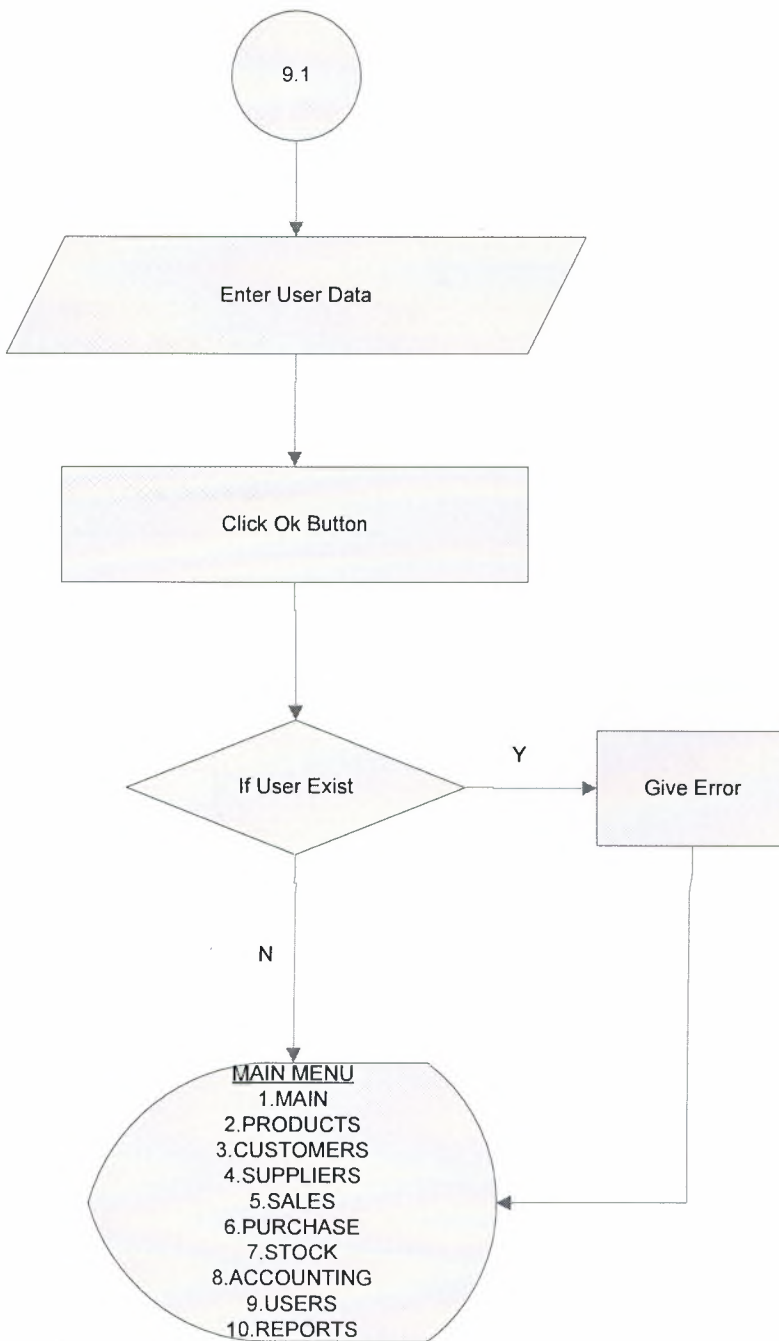 9.1
Enter User Data
Click Ok Button
If User Exist
Y
Give Error
N
MAIN MENU
1.MAIN
2.PRODUCTS
3.CUSTOMERS
4.SUPPLIERS
5.SALES
6.PURCHASE
7.STOCK
8.ACCOUNTING
9.USERS
10.REPORTS